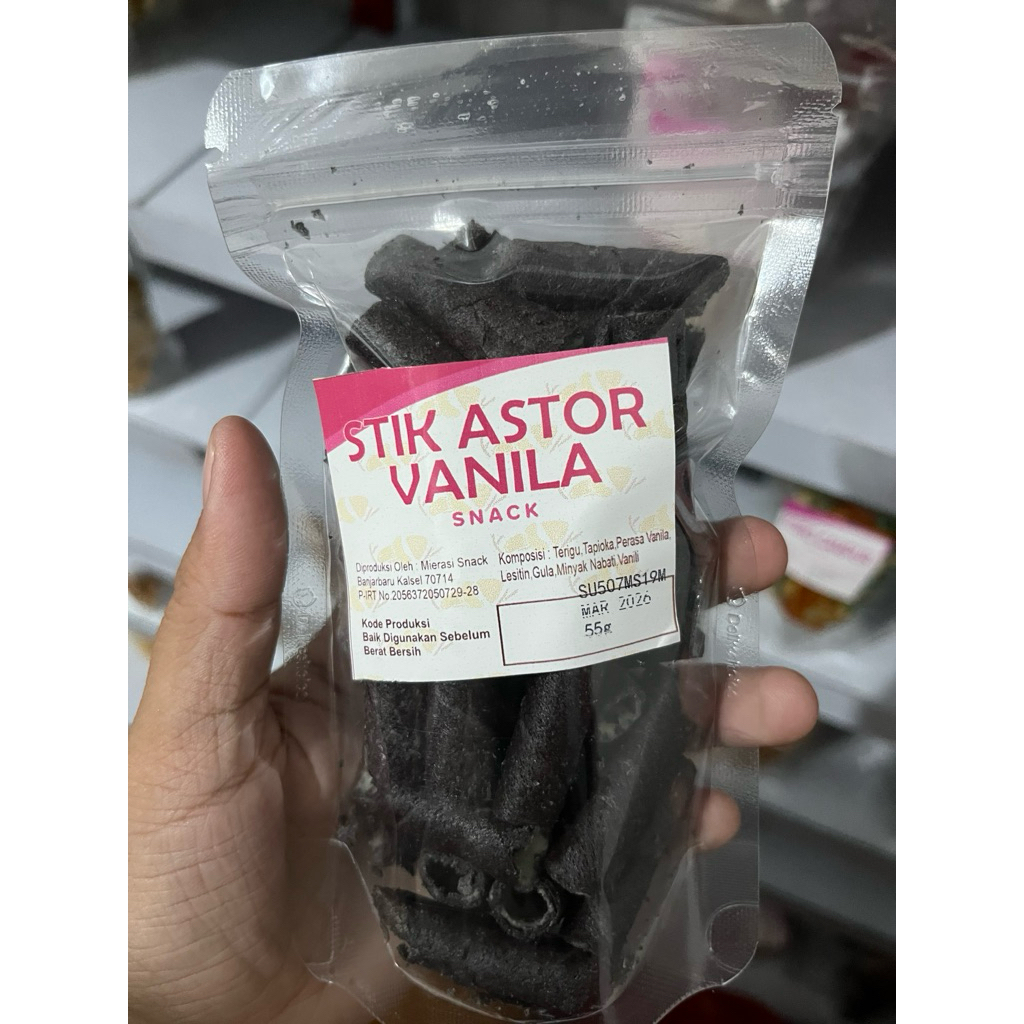 STIK ASTOR
VANILA
SNACK
Diproduksi Oleh : Mierasi Snack
Banjarbaru Kalsel 70714
P-IRT No.2056372050729-28
Komposisi : Terigu,Tapioka,Perasa Vanila,
Lesitin,Gula,Minyak Nabati,Vanili
Kode Produksi
Baik Digunakan Sebelum
Berat Bersih
SU507MS19M
MAR 2026
55g